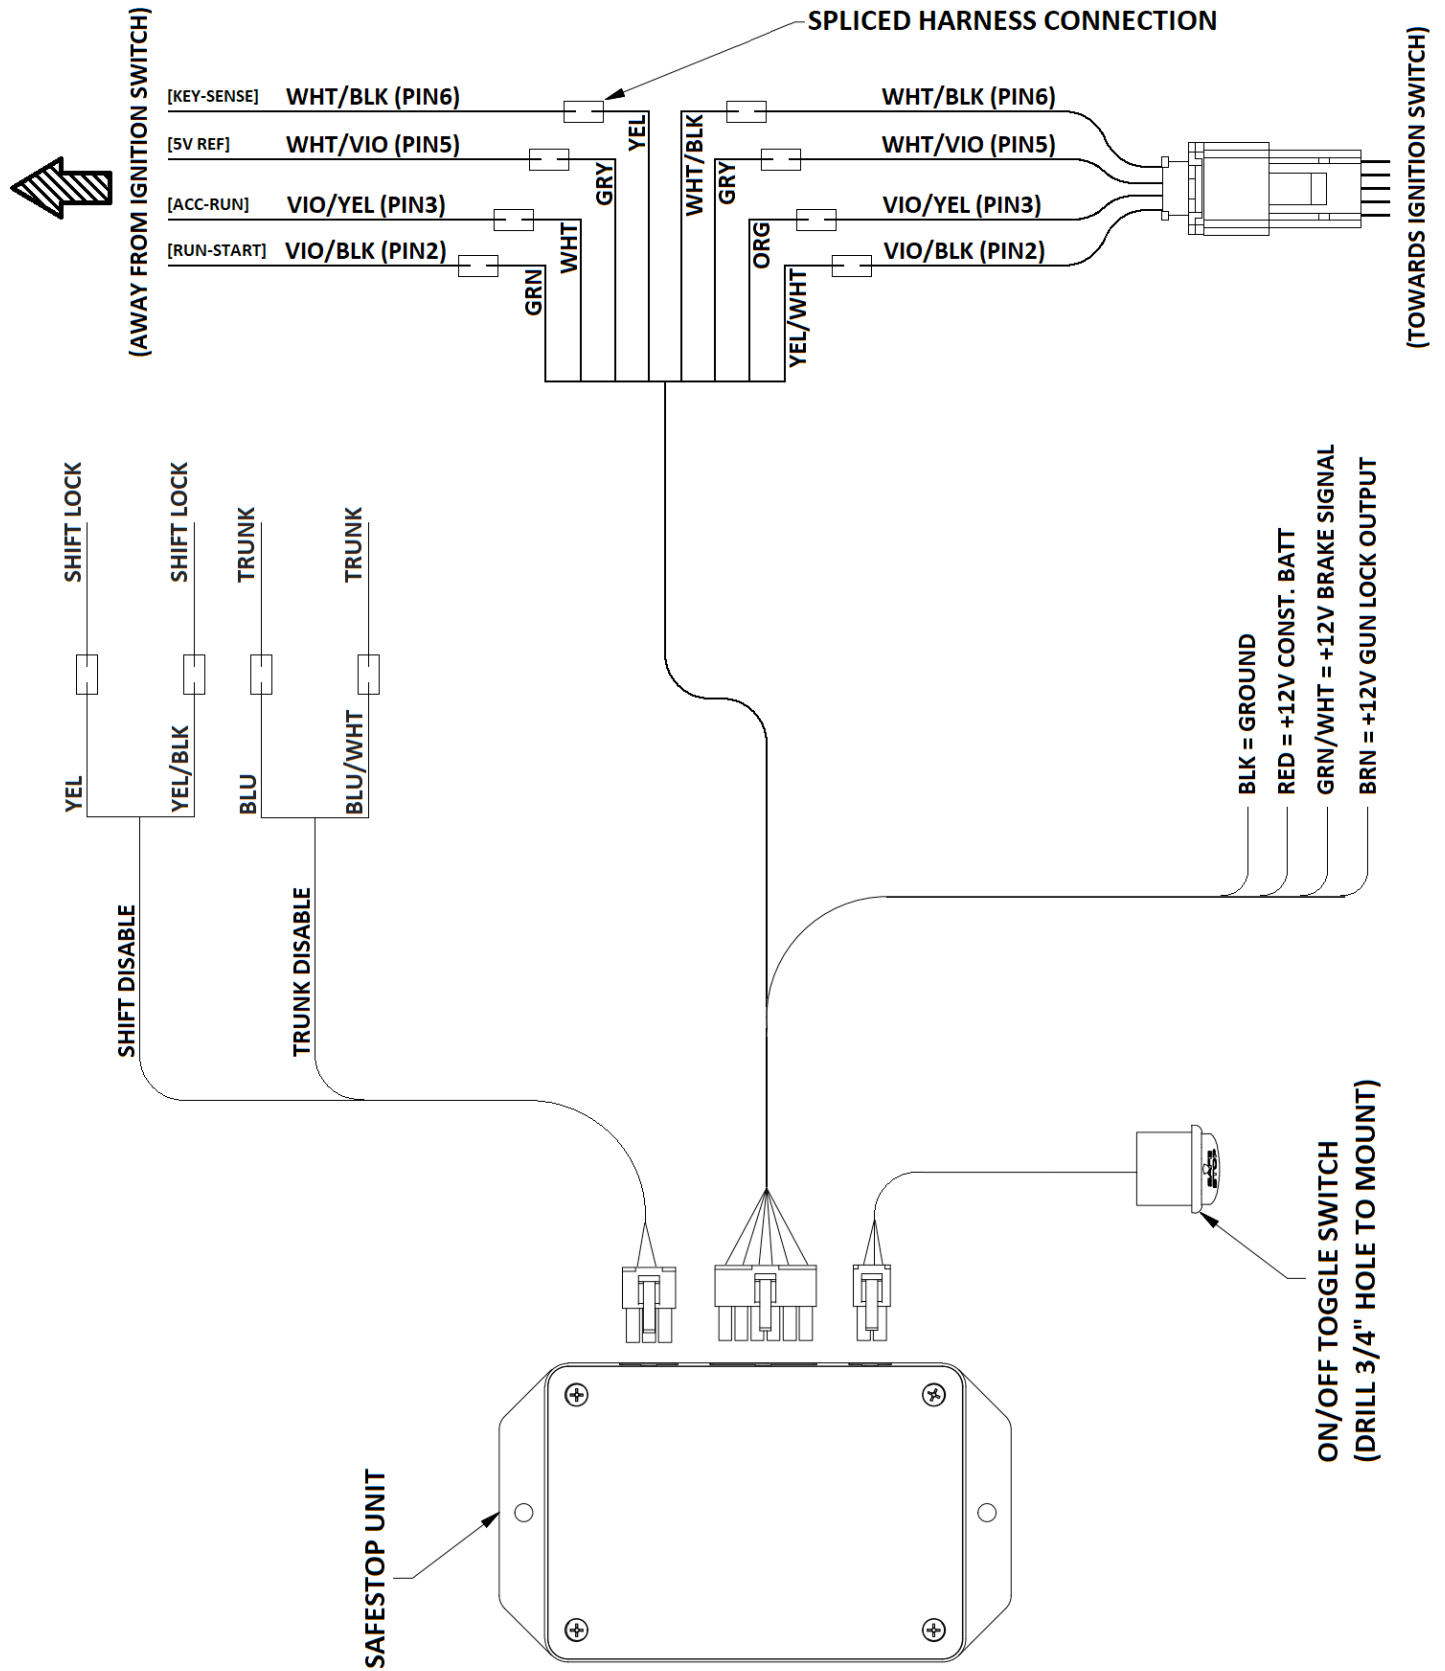 SPLICED HARNESS CONNECTION
(AWAY FROM IGNITION SWITCH)
[KEY-SENSE] WHT/BLK (PIN6)
[5V REF] WHT/VIO (PIN5)
[ACC-RUN] VIO/YEL (PIN3)
[RUN-START] VIO/BLK (PIN2)
GRN
WHT
GRY
YEL
WHT/BLK
GRY
ORG
YEL/WHT
WHT/BLK (PIN6)
WHT/VIO (PIN5)
VIO/YEL (PIN3)
VIO/BLK (PIN2)
(TOWARDS IGNITION SWITCH)
SHIFT LOCK
SHIFT LOCK
TRUNK
TRUNK
YEL
YEL/BLK
BLU
BLU/WHT
SHIFT DISABLE
TRUNK DISABLE
BLK = GROUND
RED = +12V CONST. BATT
GRN/WHT = +12V BRAKE SIGNAL
BRN = +12V GUN LOCK OUTPUT
SAFE
STOP
ON/OFF TOGGLE SWITCH
(DRILL 3/4" HOLE TO MOUNT)
SAFESTOP UNIT